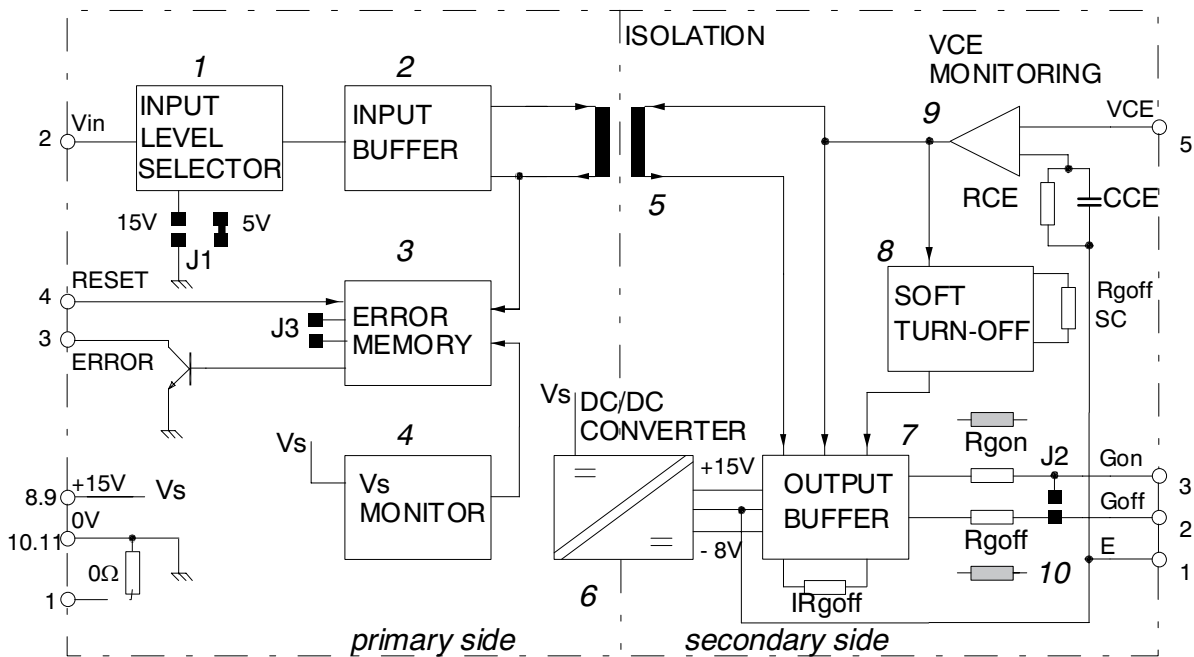 ISOLATION
VCE
MONITORING
1
INPUT
LEVEL
SELECTOR
2
INPUT
BUFFER
9
VCE
5
2
Vin
15V
5V
J1
5
RCE
CCE
3
ERROR
MEMORY
8
SOFT
TURN-OFF
Rgoff
SC
4
RESET
J3
3
ERROR
Vs
DC/DC
CONVERTER
4
Vs
Vs
MONITOR
7
OUTPUT
BUFFER
+15V
- 8V
Rgon
J2
Gon
3
Goff
2
Rgoff
E
1
10
8.9
+15V
Vs
0V
10.11
0Ω
1
6
IRgoff
primary side
secondary side